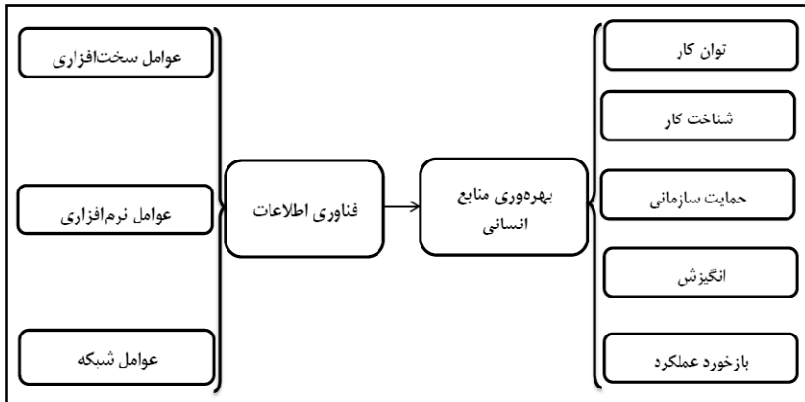 عوامل سخت‌افزاری
عوامل نرم‌افزاری
عوامل شبکه
فناوری اطلاعات
بهره‌وری منابع
انسانی
توان کار
شناخت کار
حمایت سازمانی
انگیزش
بازخورد عملکرد